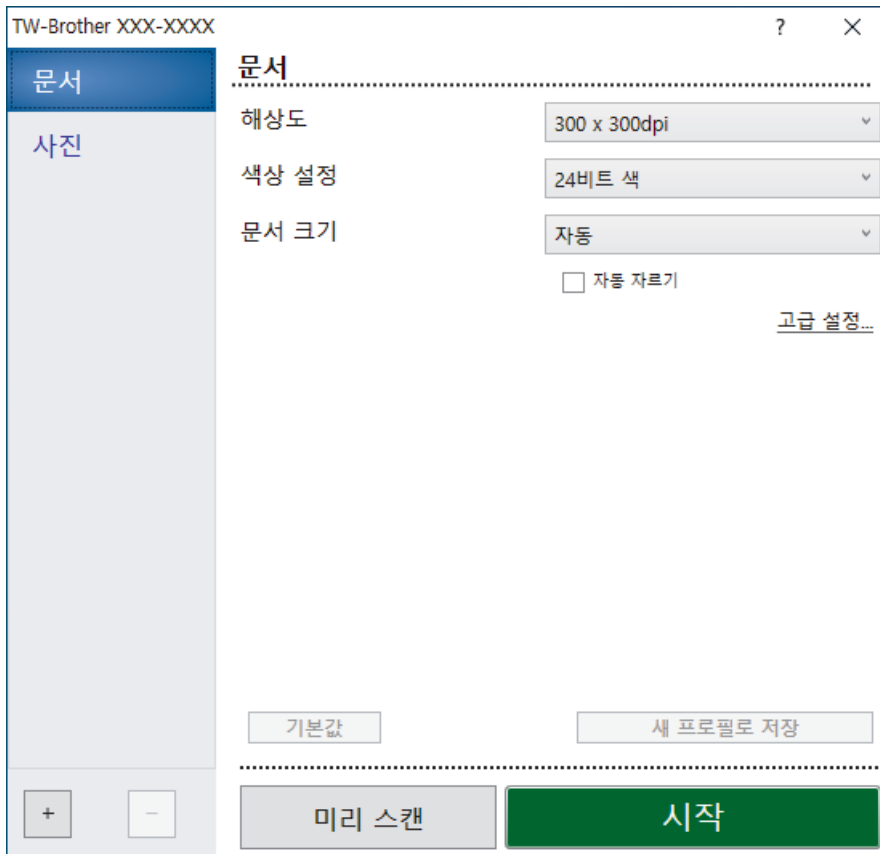 TW-Brother XXX-XXXX ? ×
문서
사진
문서
해상도 300 x 300dpi
색상 설정 24비트 색
문서 크기 자동
자동 자르기
고급 설정...
기본값 새 프로필로 저장
+ −
미리 스캔 시작